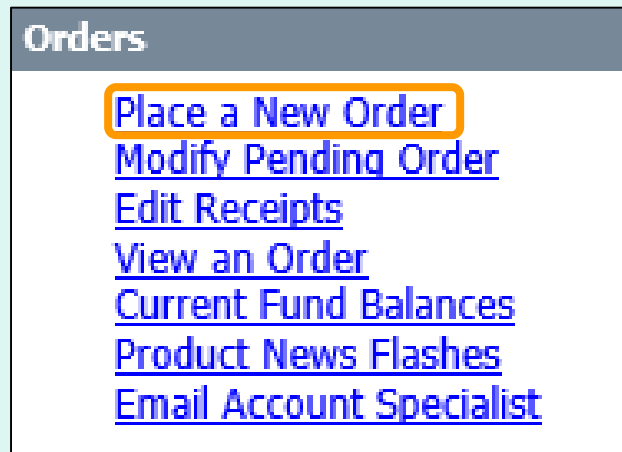 Orders
Place a New Order
Modify Pending Order
Edit Receipts
View an Order
Current Fund Balances
Product News Flashes
Email Account Specialist